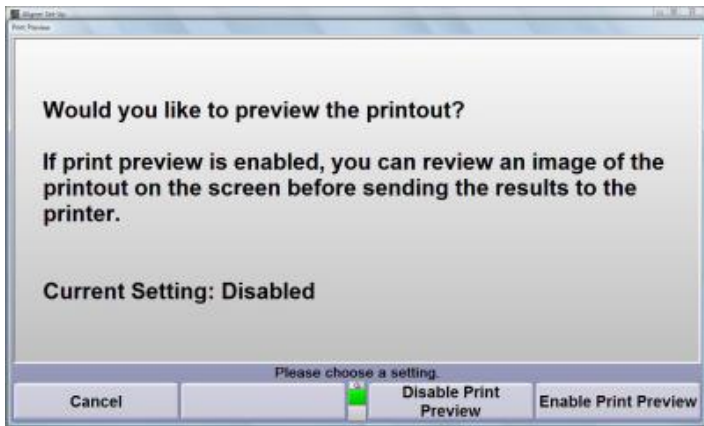 Aligner Set Up
Print Preview
Would you like to preview the printout?
If print preview is enabled, you can review an image of the
printout on the screen before sending the results to the
printer.
Current Setting: Disabled
Please choose a setting.
Cancel
Disable Print
Preview
Enable Print Preview